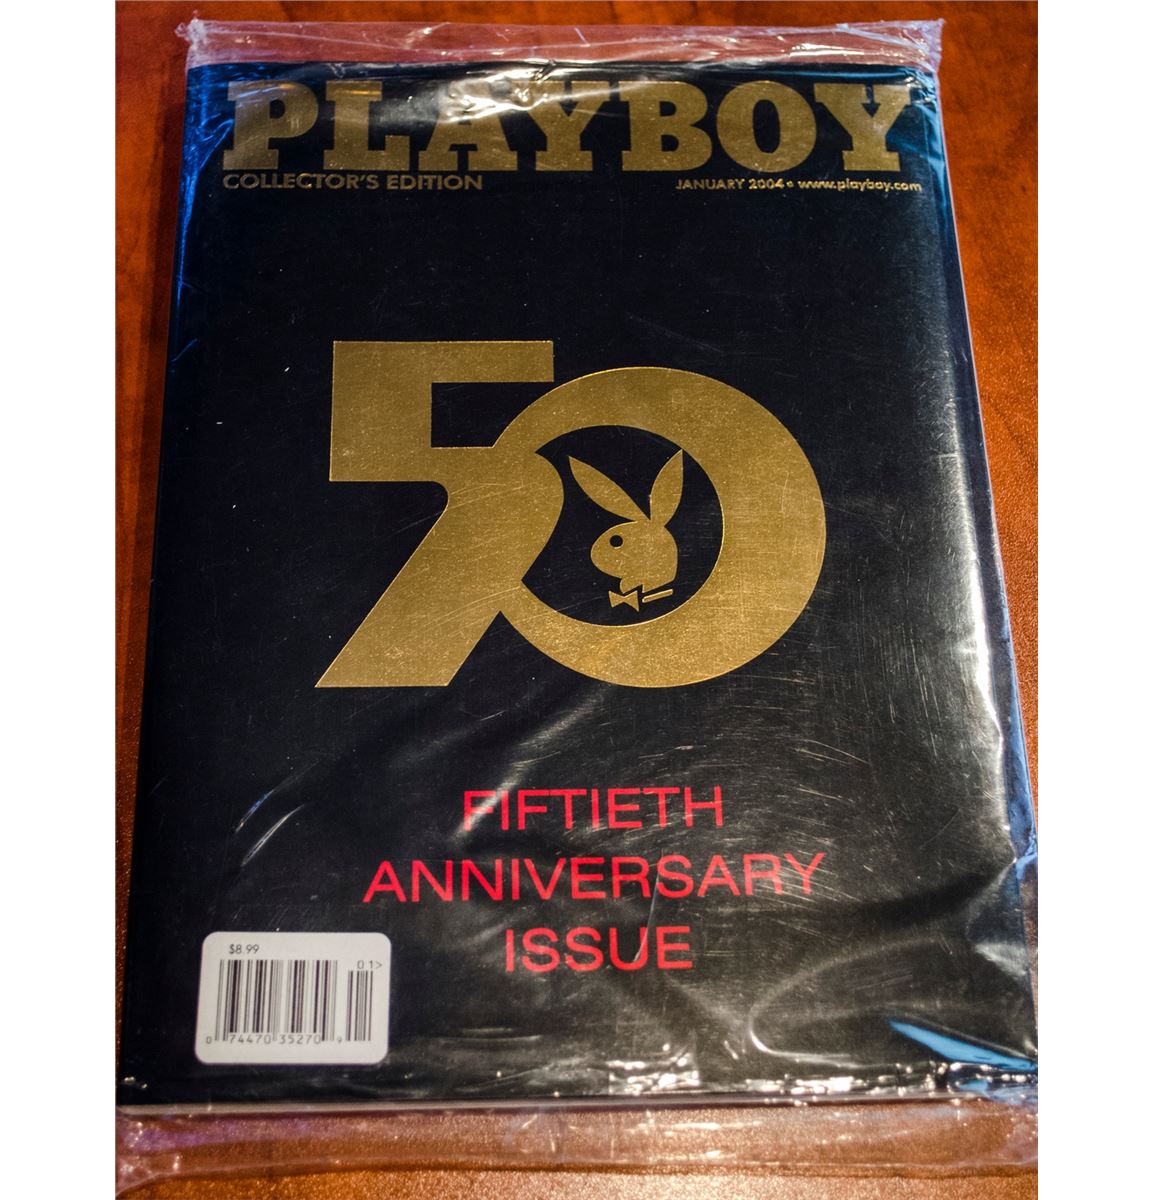 PLAYBOY
COLLECTOR'S EDITION
JANUARY 2004 • www.playboy.com
50
FIFTIETH
ANNIVERSARY
ISSUE
$8.99
01>
0 74470 35270 9